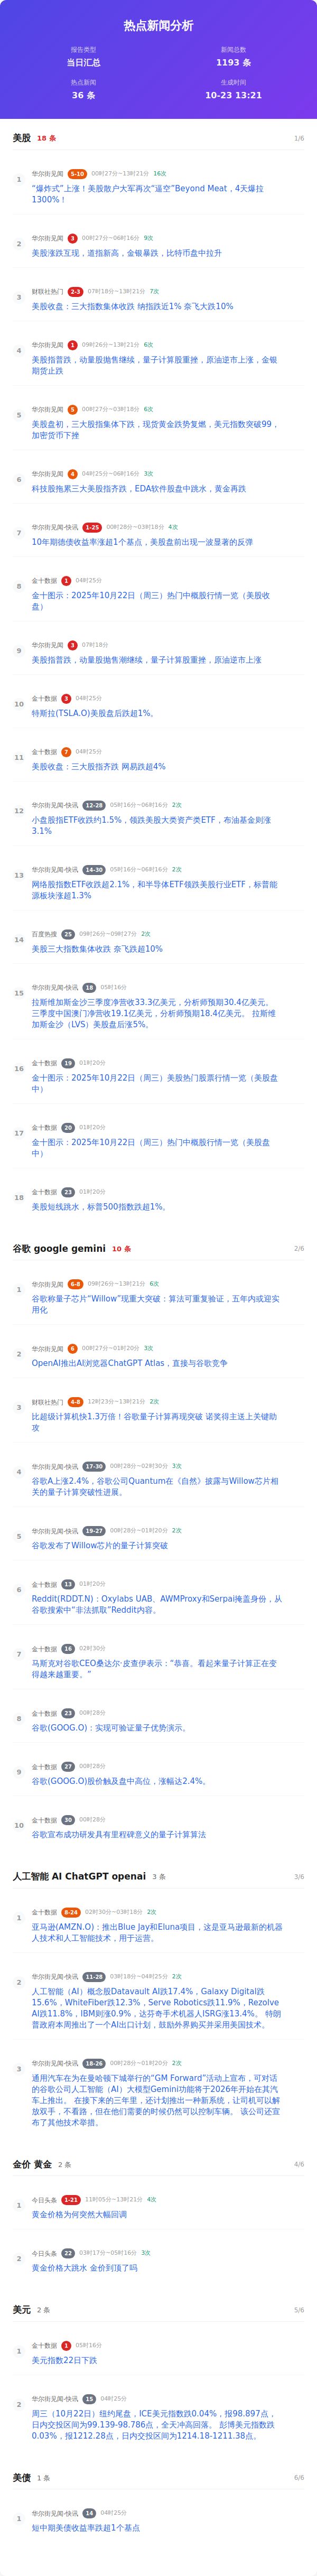 热点新闻分析
报告类型
新闻总数
当日汇总
1193 条
热点新闻
生成时间
36 条
10-23 13:21
美股 18 条 1/6
1
华尔街见闻 5-10 00时27分~13时21分 16次
“爆炸式”上涨！美股散户大军再次“逼空”Beyond Meat，4天爆拉
1300%！
2
华尔街见闻 3 00时27分~06时16分 9次
美股涨跌互现，道指新高，金银暴跌，比特币盘中拉升
3
财联社热门 2-3 07时18分~13时21分 7次
美股收盘：三大指数集体收跌 纳指跌近1% 奈飞大跌10%
4
华尔街见闻 1 09时26分~13时21分 6次
美股指普跌，动量股抛售继续，量子计算股重挫，原油逆市上涨，金银
期货止跌
5
华尔街见闻 5 00时27分~03时18分 6次
美股盘初，三大股指集体下跌，现货黄金跌势复燃，美元指数突破99，
加密货币下挫
6
华尔街见闻 4 04时25分~06时16分 3次
科技股拖累三大美股指齐跌，EDA软件股盘中跳水，黄金再跌
7
华尔街见闻-快讯 1-25 00时28分~03时18分 4次
10年期德债收益率涨超1个基点，美股盘前出现一波显著的反弹
8
金十数据 1 04时25分
金十图示：2025年10月22日（周三）热门中概股行情一览（美股收
盘）
9
华尔街见闻 3 07时18分
美股指普跌，动量股抛售潮继续，量子计算股重挫，原油逆市上涨
10
金十数据 3 04时25分
特斯拉(TSLA.O)美股盘后跌超1%。
11
金十数据 7 04时25分
美股收盘：三大股指齐跌 网易跌超4%
12
华尔街见闻-快讯 12-28 05时16分~06时16分 2次
小盘股指ETF收跌约1.5%，领跌美股大类资产类ETF，布油基金则涨
3.1%
13
华尔街见闻-快讯 14-30 05时16分~06时16分 2次
网络股指数ETF收跌超2.1%，和半导体ETF领跌美股行业ETF，标普能
源板块涨超1.3%
14
百度热搜 25 09时26分~09时27分 2次
美股三大指数集体收跌 奈飞跌超10%
15
华尔街见闻-快讯 18 05时16分
拉斯维加斯金沙三季度净营收33.3亿美元，分析师预期30.4亿美元。
三季度中国澳门净营收19.1亿美元，分析师预期18.4亿美元。 拉斯维
加斯金沙（LVS）美股盘后涨5%。
16
金十数据 19 01时20分
金十图示：2025年10月22日（周三）美股热门股票行情一览（美股盘
中）
17
金十数据 20 01时20分
金十图示：2025年10月22日（周三）热门中概股行情一览（美股盘
中）
18
金十数据 23 01时20分
美股短线跳水，标普500指数跌超1%。
谷歌 google gemini 10 条 2/6
1
华尔街见闻 6-8 09时26分~13时21分 6次
谷歌称量子芯片“Willow”现重大突破：算法可重复验证，五年内或迎实
用化
2
华尔街见闻 6 00时27分~01时20分 3次
OpenAI推出AI浏览器ChatGPT Atlas，直接与谷歌竞争
3
财联社热门 4-8 12时23分~13时21分 2次
比超级计算机快1.3万倍！谷歌量子计算再现突破 诺奖得主送上关键助
攻
4
华尔街见闻-快讯 17-30 00时28分~02时30分 3次
谷歌A上涨2.4%，谷歌公司Quantum在《自然》披露与Willow芯片相
关的量子计算突破性进展。
5
华尔街见闻-快讯 19-27 00时28分~01时20分 2次
谷歌发布了Willow芯片的量子计算突破
6
金十数据 13 01时20分
Reddit(RDDT.N)：Oxylabs UAB、AWMProxy和Serpai掩盖身份，从
谷歌搜索中“非法抓取”Reddit内容。
7
金十数据 16 02时30分
马斯克对谷歌CEO桑达尔·皮查伊表示：“恭喜。看起来量子计算正在变
得越来越重要。”
8
金十数据 23 00时28分
谷歌(GOOG.O)：实现可验证量子优势演示。
9
金十数据 27 00时28分
谷歌(GOOG.O)股价触及盘中高位，涨幅达2.4%。
10
金十数据 30 00时28分
谷歌宣布成功研发具有里程碑意义的量子计算算法
人工智能 AI ChatGPT openai 3 条 3/6
1
金十数据 8-24 02时30分~03时18分 2次
亚马逊(AMZN.O)：推出Blue Jay和Eluna项目，这是亚马逊最新的机器
人技术和人工智能技术，用于运营。
2
华尔街见闻-快讯 11-28 03时18分~04时25分 2次
人工智能（AI）概念股Datavault AI跌17.4%，Galaxy Digital跌
15.6%，WhiteFiber跌12.3%，Serve Robotics跌11.9%，Rezolve
AI跌11.8%，IBM则涨0.9%，达芬奇手术机器人ISRG涨13.4%。 特朗
普政府本周推出了一个AI出口计划，鼓励外界购买并采用美国技术。
3
华尔街见闻-快讯 18-26 00时28分~01时20分 2次
通用汽车在为在曼哈顿下城举行的“GM Forward”活动上宣布，可对话
的谷歌公司人工智能（AI）大模型Gemini功能将于2026年开始在其汽
车上推出。 在接下来的三年里，还计划推出一种新系统，让司机可以解
放双手，不看路，但在他们需要的时候仍然可以控制车辆。 该公司还宣
布了其他技术举措。
金价 黄金 2 条 4/6
1
今日头条 1-21 11时05分~13时21分 4次
黄金价格为何突然大幅回调
2
今日头条 22 03时17分~05时16分 3次
黄金价格大跳水 金价到顶了吗
美元 2 条 5/6
1
金十数据 1 05时16分
美元指数22日下跌
2
华尔街见闻-快讯 15 04时25分
周三（10月22日）纽约尾盘，ICE美元指数跌0.04%，报98.897点，
日内交投区间为99.139-98.786点，全天冲高回落。 彭博美元指数跌
0.03%，报1212.28点，日内交投区间为1214.18-1211.38点。
美债 1 条 6/6
1
华尔街见闻-快讯 14 04时25分
短中期美债收益率跌超1个基点